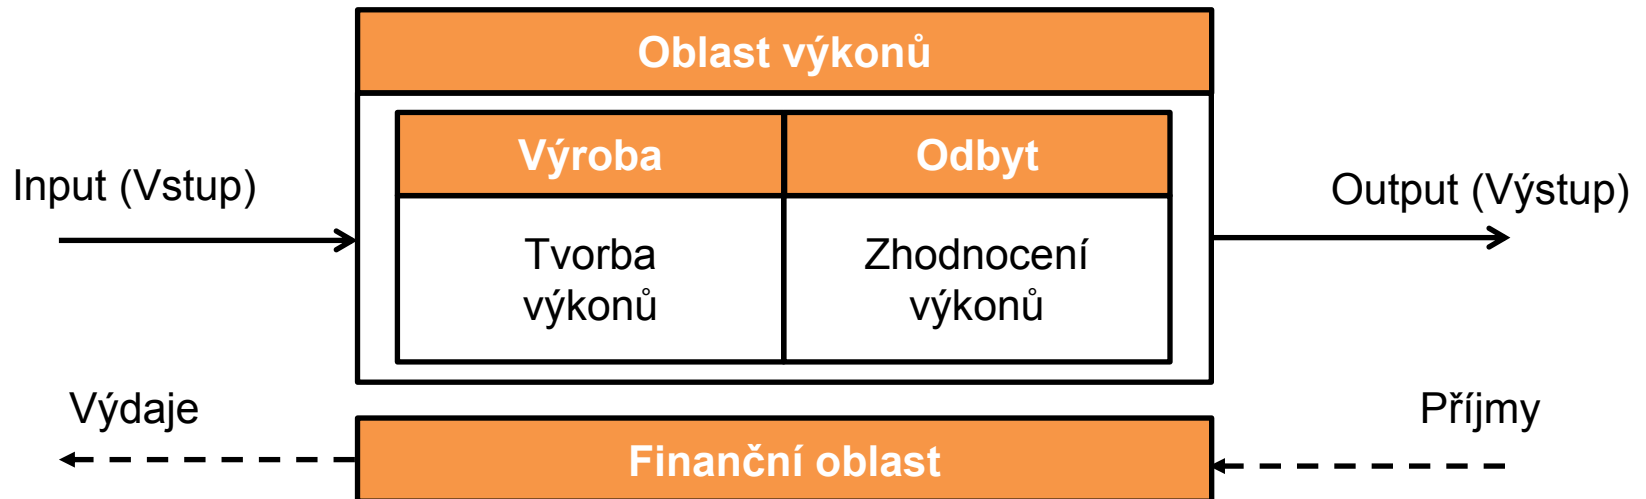 Oblast výkonů
Výroba
Odbyt
Input (Vstup)
Output (Výstup)
Tvorba
výkonů
Zhodnocení
výkonů
Výdaje
Příjmy
Finanční oblast